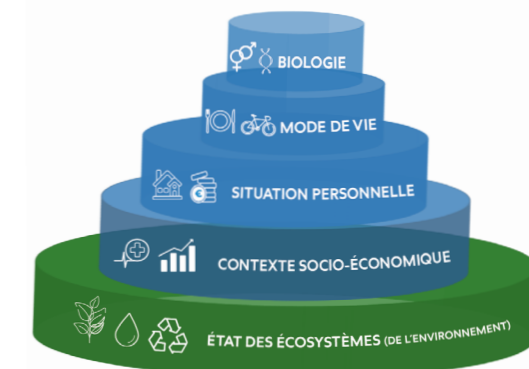 BIOLOGIE
MODE DE VIE
SITUATION PERSONNELLE
CONTEXTE SOCIO-ÉCONOMIQUE
ÉTAT DES ÉCOSYSTÈMES (DE L'ENVIRONNEMENT)